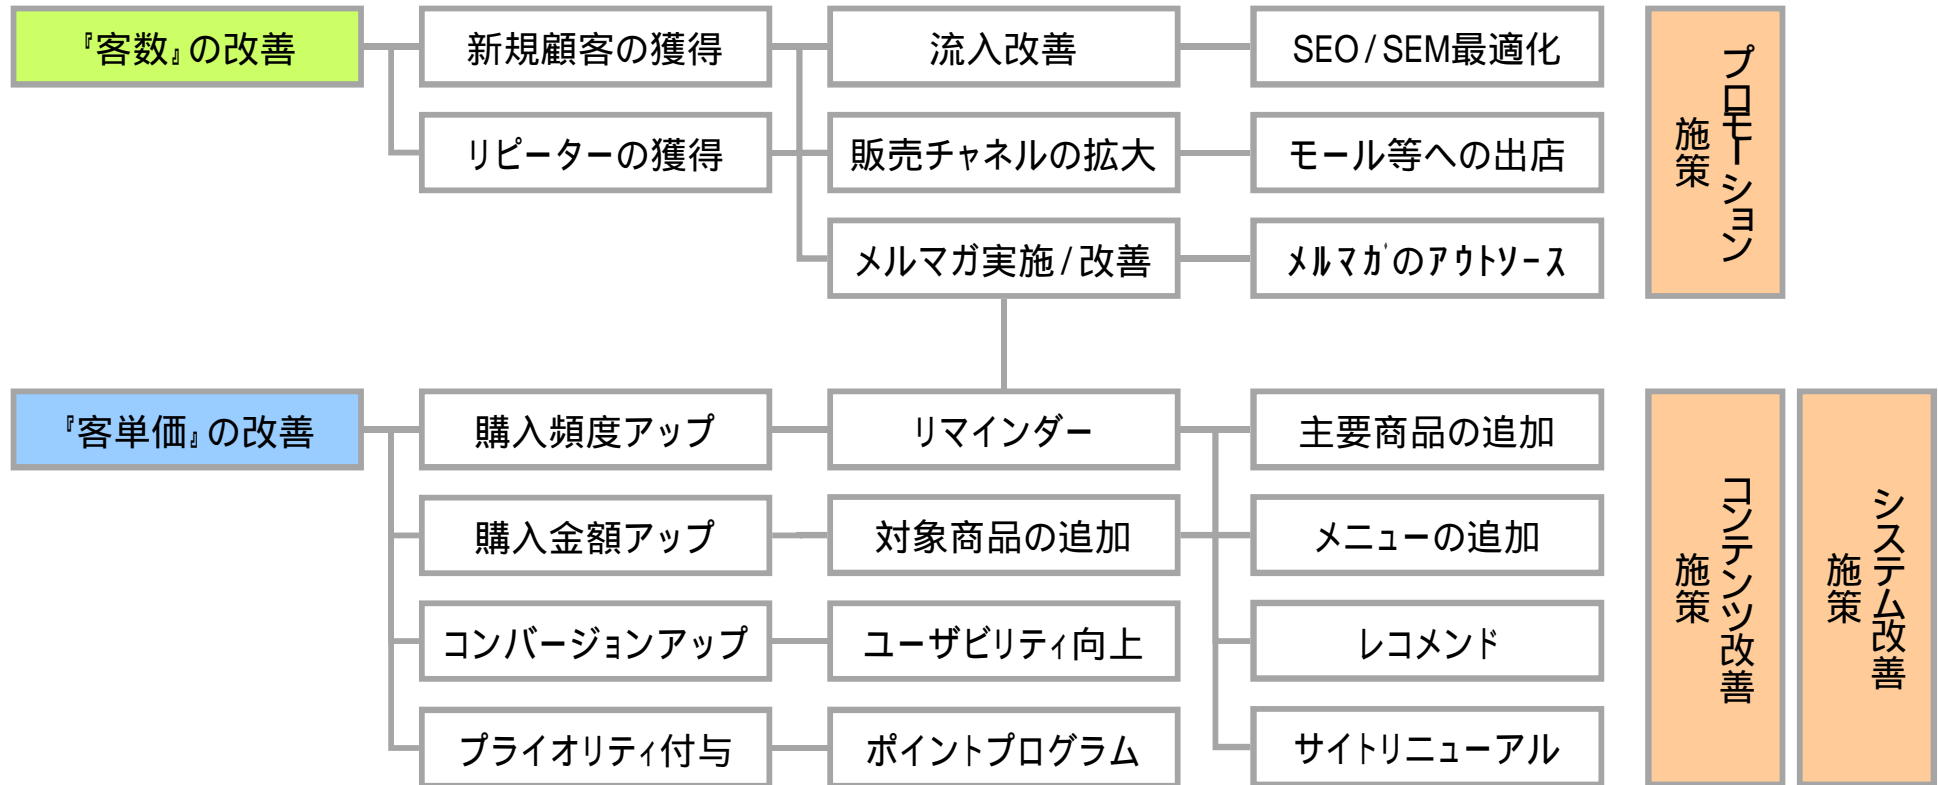 『客数』の改善
新規顧客の獲得
流入改善
SEO/SEM最適化
リピーターの獲得
販売チャネルの拡大
モール等への出店
メルマガ実施/改善
メルマガのアウトソース
プロモーション
施策
『客単価』の改善
購入頻度アップ
リマインダー
主要商品の追加
購入金額アップ
対象商品の追加
メニューの追加
コンバージョンアップ
ユーザビリティ向上
レコメンド
プライオリティ付与
ポイントプログラム
サイトリニューアル
コンテンツ改善
施策
システム改善
施策